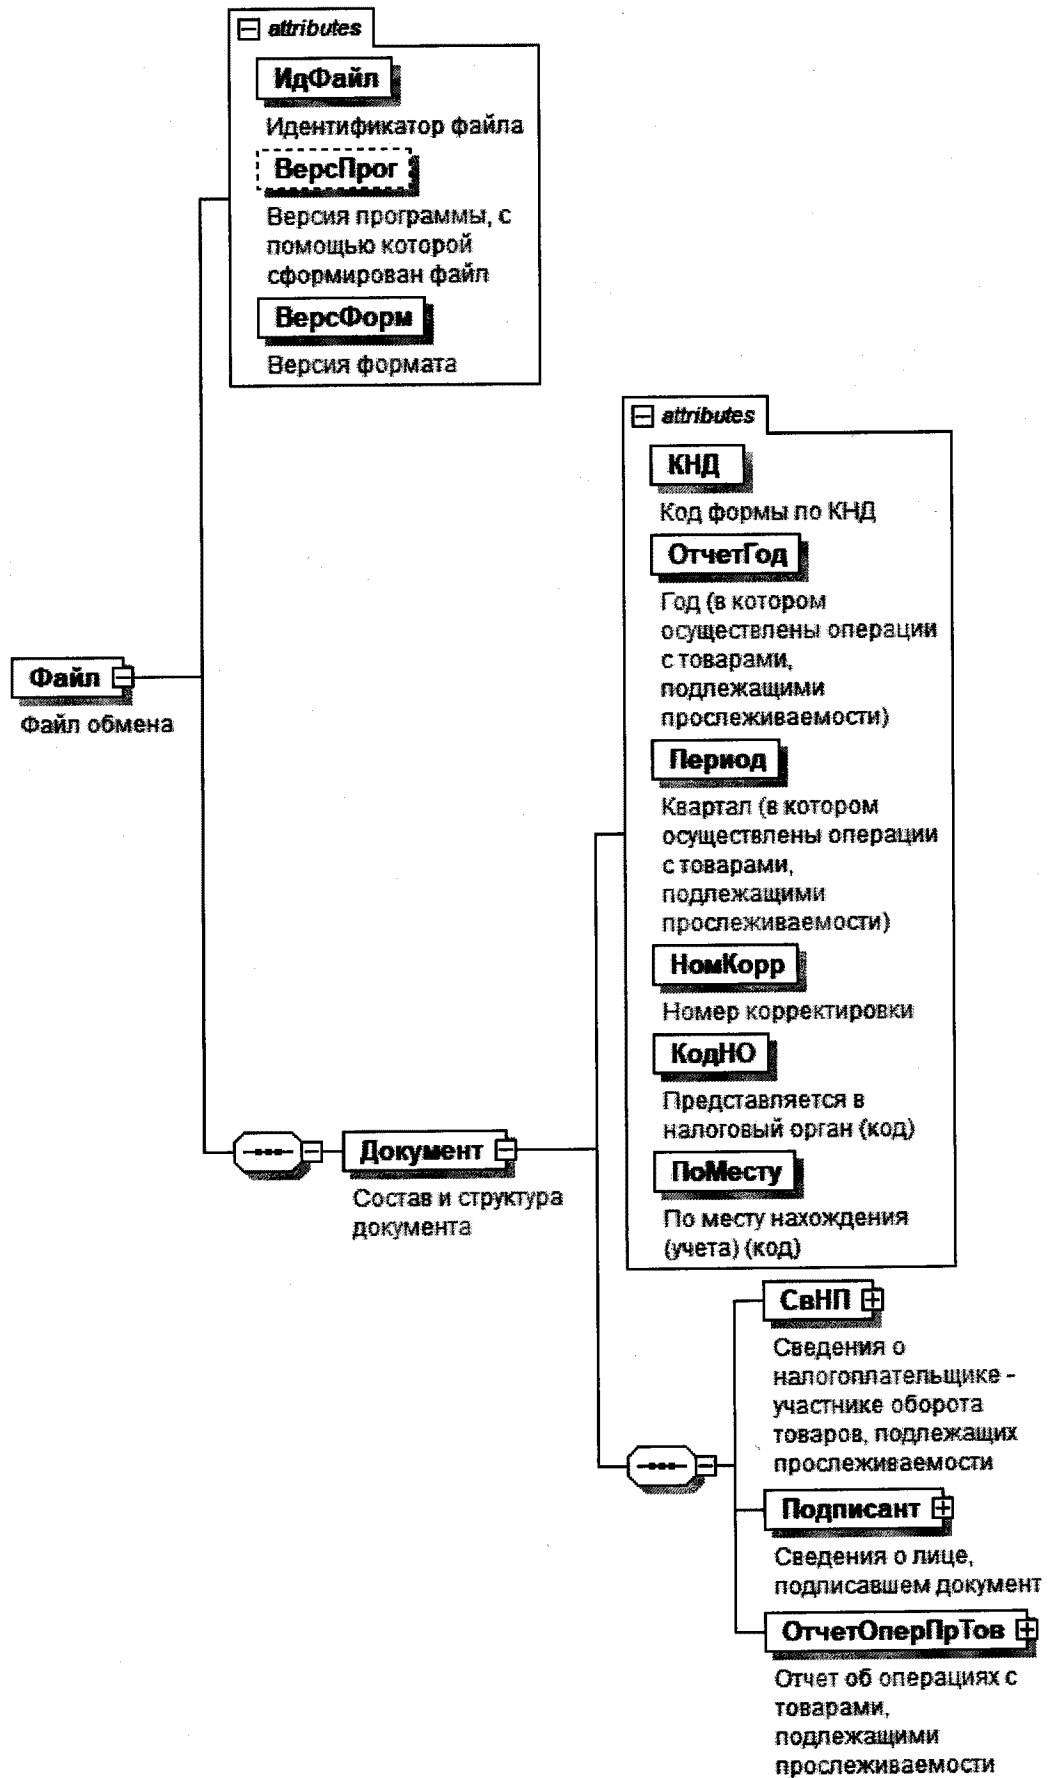 attributes
ИдФайл
Идентификатор файла
ВерсПрог
Версия программы, с
помощью которой
сформирован файл
ВерсФорм
Версия формата
Файл
Файл обмена
Документ
Состав и структура
документа
attributes
КНД
Код формы по КНД
ОтчетГод
Год (в котором
осуществлены операции
с товарами,
подлежащими
прослеживаемости)
Период
Квартал (в котором
осуществлены операции
с товарами,
подлежащими
прослеживаемости)
НомКорр
Номер корректировки
КодНО
Представляется в
налоговый орган (код)
ПоМесту
По месту нахождения
(учета) (код)
СвНП
Сведения о
налогоплательщике -
участнике оборота
товаров, подлежащих
прослеживаемости
Подписант
Сведения о лице,
подписавшем документ
ОтчетОперПрТов
Отчет об операциях с
товарами,
подлежащими
прослеживаемости